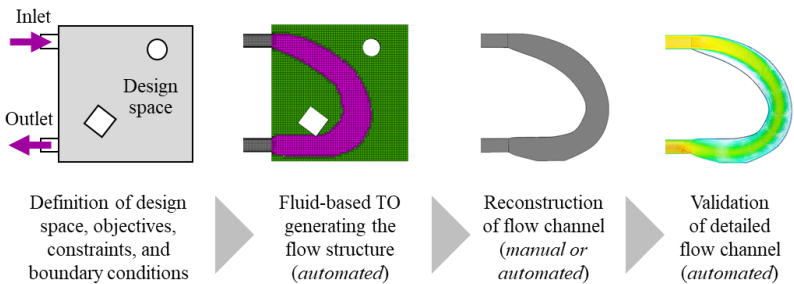 Inlet
Design
space
Outlet
Definition of design
space, objectives,
constraints, and
boundary conditions
Fluid-based TO
generating the
flow structure
(automated)
Reconstruction
of flow channel
(manual or
automated)
Validation
of detailed
flow channel
(automated)